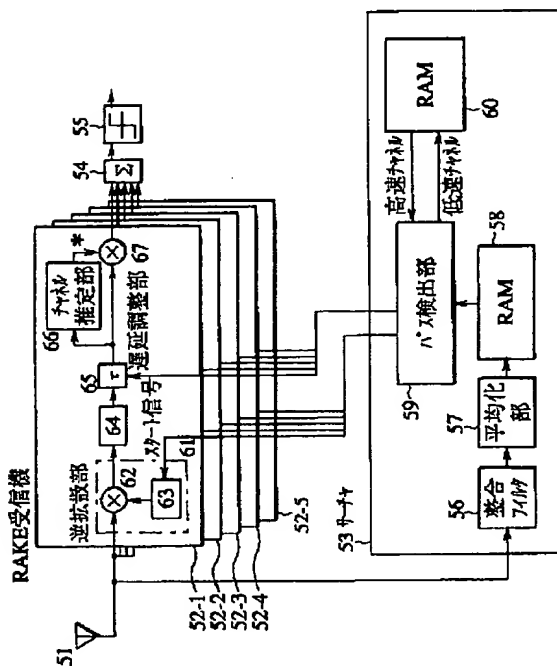 RAKE受信機
51
逆拡散部
62
63
スタート信号
61
64
65
τ
遅延調整部
66
チャネル
推定部
*
67
54
Σ
55
52-1
52-2
52-3
52-4
52-5
53 サーチャ
56
整合
フィルタ
57
平均化
部
58
RAM
59
パス検出部
高速チャネル
低速チャネル
RAM
60